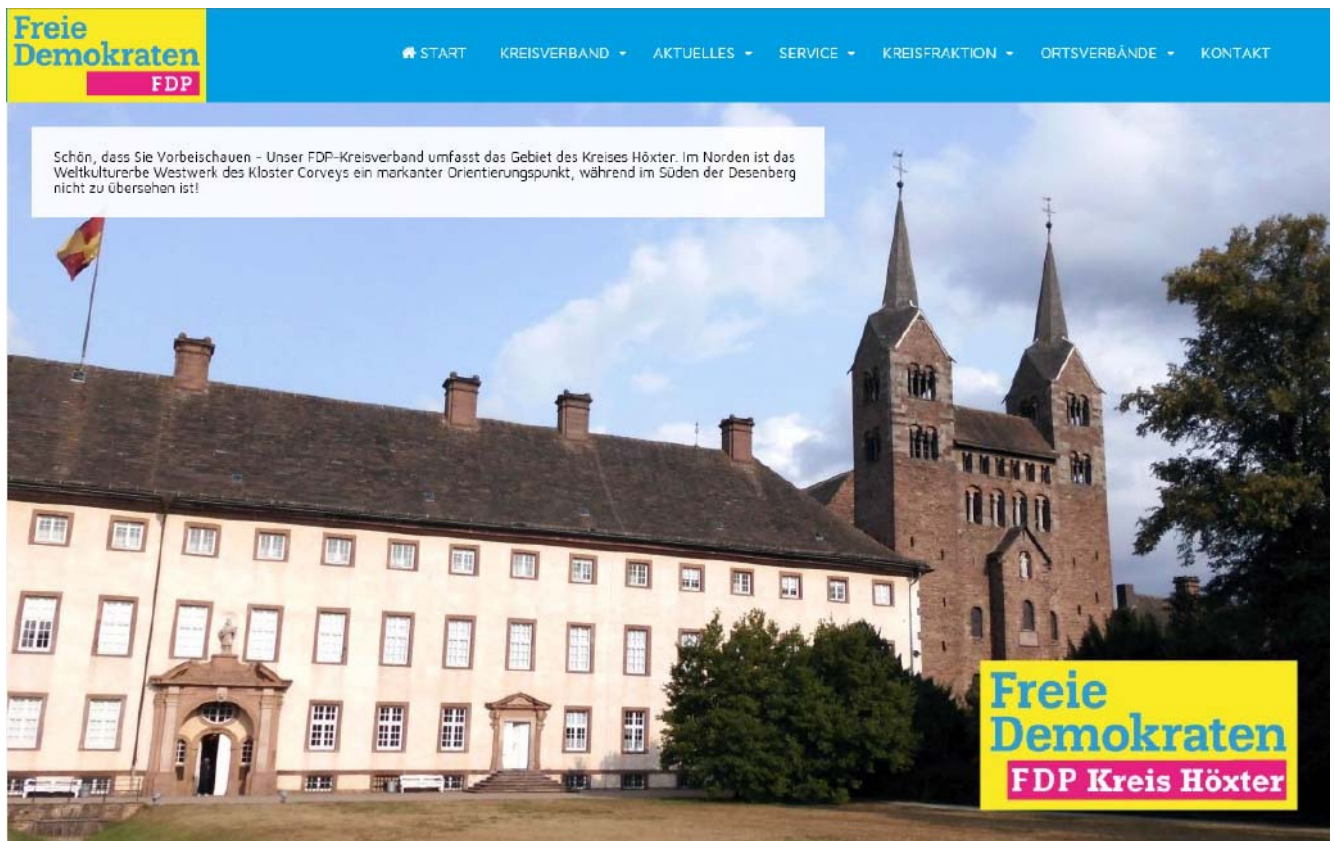 Freie
Demokraten
FDP
START KREISVERBAND AKTUELLES SERVICE KREISFRAKTION ORTSVERBÄNDE KONTAKT
Schön, dass Sie Vorbeischauen - Unser FDP-Kreisverband umfasst das Gebiet des Kreises Höxter. Im Norden ist das
Weltkulturerbe Westwerk des Kloster Corveys ein markanter Orientierungspunkt, während im Süden der Desenberg
nicht zu übersehen ist!
Freie
Demokraten
FDP Kreis Höxter